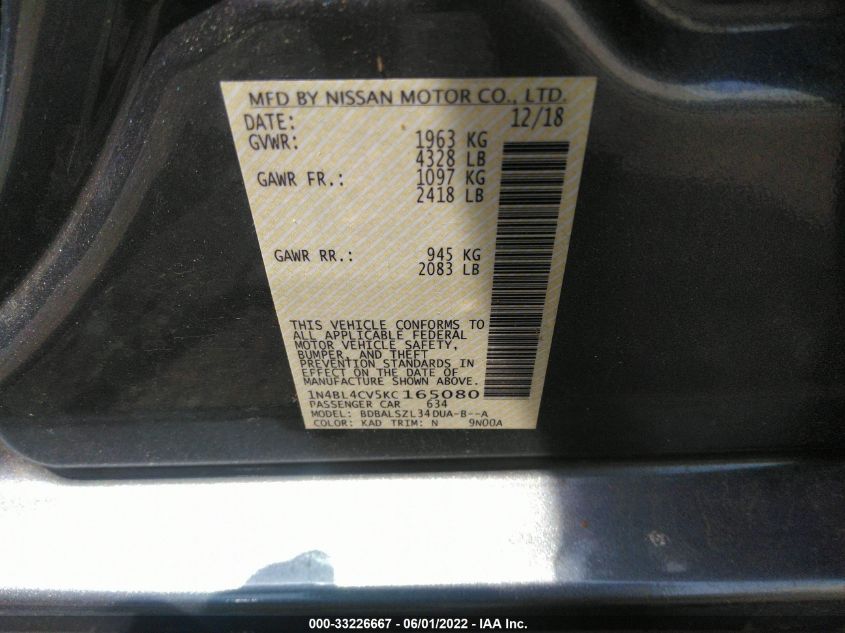 MFD BY NISSAN MOTOR CO., LTD.
DATE: 12/18
GVWR: 1963 KG
4328 LB
GAWR FR.: 1097 KG
2418 LB
GAWR RR.: 945 KG
2083 LB
THIS VEHICLE CONFORMS TO
ALL APPLICABLE FEDERAL
MOTOR VEHICLE SAFETY,
BUMPER, AND THEFT
PREVENTION STANDARDS IN
EFFECT ON THE DATE OF
MANUFACTURE SHOWN ABOVE.
1N4BL4CV5KC165080
PASSENGER CAR 634
MODEL: BDBALSZL34DUA-B--A
COLOR: KAD TRIM: N 9N00A
000-33226667 - 06/01/2022 - IAA Inc.